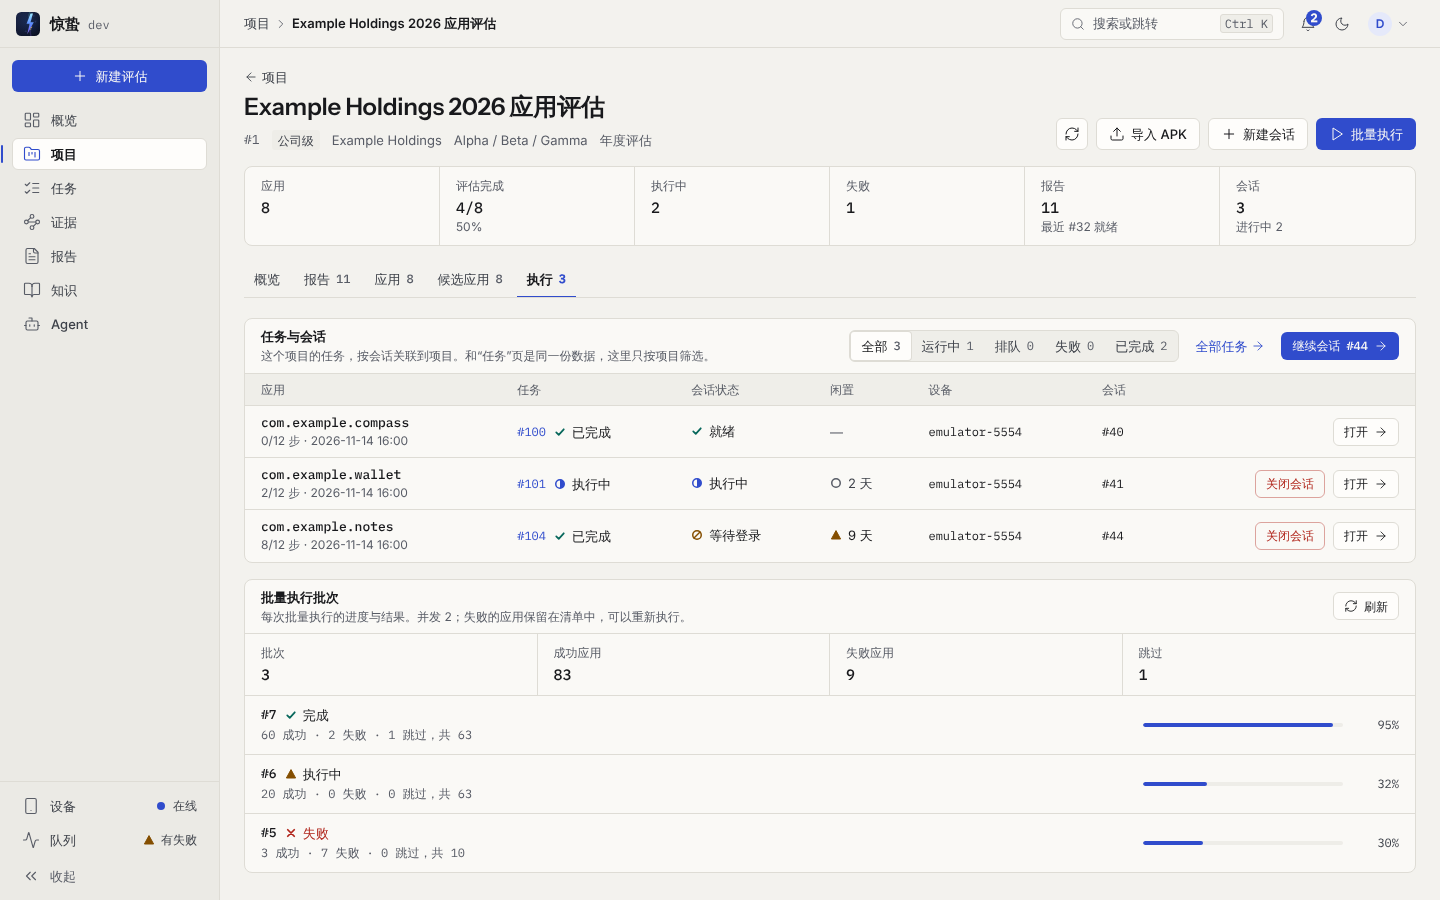 惊蛰 dev
项目 > Example Holdings 2026 应用评估
搜索或跳转 Ctrl K
2
D
新建评估
概览
项目
任务
证据
报告
知识
Agent
设备 在线
队列 有失败
收起
← 项目
Example Holdings 2026 应用评估
#1 公司级 Example Holdings Alpha / Beta / Gamma 年度评估
导入 APK
新建会话
批量执行
应用 评估完成 执行中 失败 报告 会话
8 4/8 2 1 11 3
50% 最近 #32 就绪 进行中 2
概览 报告 11 应用 8 候选应用 8 执行 3
任务与会话
这个项目的任务，按会话关联到项目。和“任务”页是同一份数据，这里只按项目筛选。
全部 3 运行中 1 排队 0 失败 0 已完成 2
全部任务 →
继续会话 #44 →
应用 任务 会话状态 闲置 设备 会话
com.example.compass
0/12 步 · 2026-11-14 16:00
#100 已完成 就绪 — emulator-5554 #40 打开 →
com.example.wallet
2/12 步 · 2026-11-14 16:00
#101 执行中 执行中 2 天 emulator-5554 #41 关闭会话 打开 →
com.example.notes
8/12 步 · 2026-11-14 16:00
#104 已完成 等待登录 9 天 emulator-5554 #44 关闭会话 打开 →
批量执行批次
每次批量执行的进度与结果。并发 2；失败的应用保留在清单中，可以重新执行。
刷新
批次 成功应用 失败应用 跳过
3 83 9 1
#7 完成
60 成功 · 2 失败 · 1 跳过，共 63
95%
#6 执行中
20 成功 · 0 失败 · 0 跳过，共 63
32%
#5 失败
3 成功 · 7 失败 · 0 跳过，共 10
30%